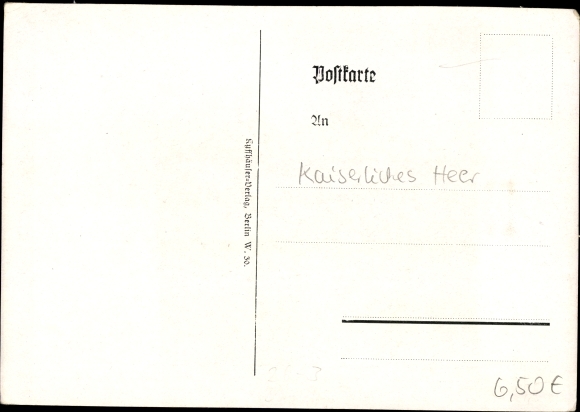 Postkarte
An
Kaiserliches Heer
Kyffhäuser-Verlag, Berlin W. 30.
6,50 €